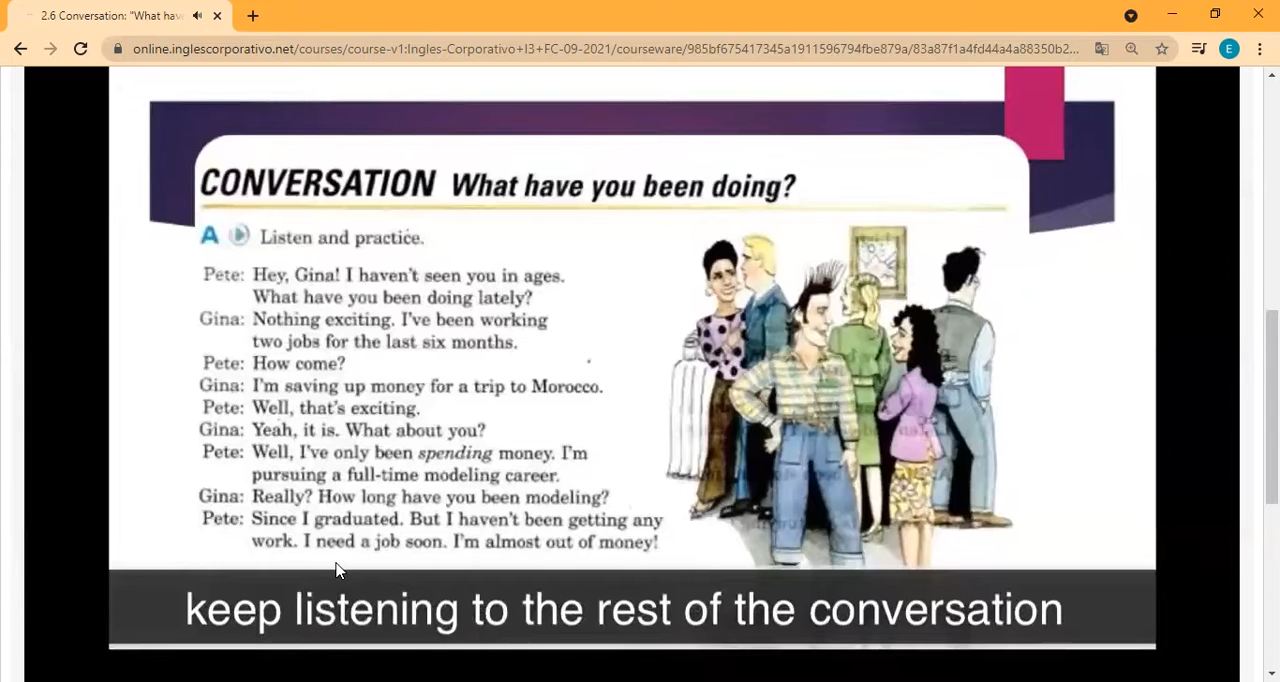 2.6 Conversation: "What hav
online.inglescorporativo.net/courses/course-v1:Ingles-Corporativo+I3+FC-09-2021/courseware/985bf675417345a1911596794fbe879a/83a87f1a4fd44a4a88350b2...
E
CONVERSATION What have you been doing?
A Listen and practice.
Pete: Hey, Gina! I haven't seen you in ages.
What have you been doing lately?
Gina: Nothing exciting. I've been working
two jobs for the last six months.
Pete: How come?
Gina: I'm saving up money for a trip to Morocco.
Pete: Well, that's exciting.
Gina: Yeah, it is. What about you?
Pete: Well, I've only been spending money. I'm
pursuing a full-time modeling career.
Gina: Really? How long have you been modeling?
Pete: Since I graduated. But I haven't been getting any
work. I need a job soon. I'm almost out of money!
keep listening to the rest of the conversation